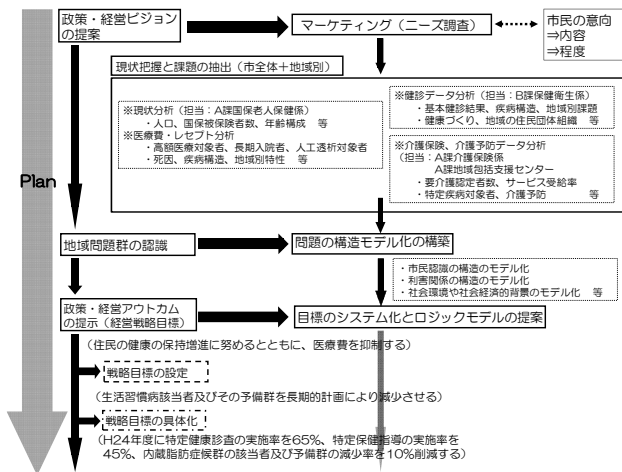 政策・経営ビジョン
の提案
マーケティング（ニーズ調査）
市民の意向
⇒内容
⇒程度
現状把握と課題の抽出（市全体＋地域別）
※現状分析（担当：A課国保老人保健係）
・人口、国保被保険者数、年齢構成　等
※医療費・レセプト分析
・高額医療対象者、長期入院者、人工透析対象者
・死因、疾病構造、地域別特性　等
※健診データ分析（担当：B課保健衛生係）
・基本健診結果、疾病構造、地域別課題
・健康づくり、地域の住民団体組織　等
※介護保険、介護予防データ分析
（担当：A課介護保険係
A課地域包括支援センター
・要介護認定者数、サービス受給率
・特定疾病対象者、介護予防　等
Plan
地域問題群の認識
問題の構造モデル化の構築
・市民認識の構造のモデル化
・利害関係の構造のモデル化
・社会環境や社会経済的背景のモデル化　等
政策・経営アウトカム
の提示（経営戦略目標）
目標のシステム化とロジックモデルの提案
（住民の健康の保持増進に努めるとともに、医療費を抑制する）
戦略目標の設定
（生活習慣病該当者及びその予備群を長期的計画により減少させる）
戦略目標の具体化
（H24年度に特定健康診査の実施率を65%、特定保健指導の実施率を
45%、内蔵脂肪症候群の該当者及び予備群の減少率を10%削減する）